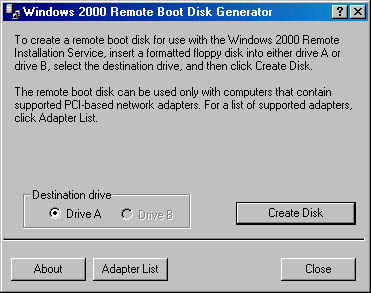 Windows 2000 Remote Boot Disk Generator
To create a remote boot disk for use with the Windows 2000 Remote
Installation Service, insert a formatted floppy disk into either drive A or
drive B, select the destination drive, and then click Create Disk.
The remote boot disk can be used only with computers that contain
supported PCI-based network adapters. For a list of supported adapters,
click Adapter List.
Destination drive
Drive A Drive B
Create Disk
About Adapter List Close